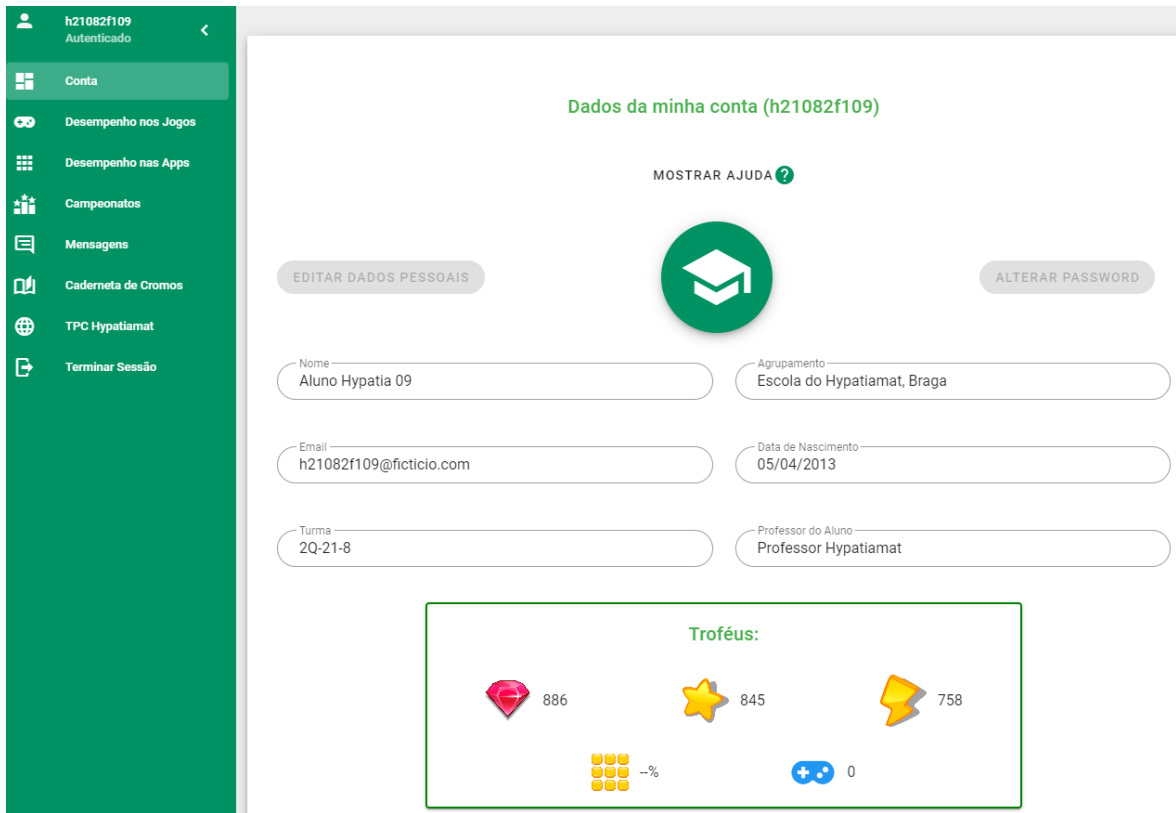 h21082f109
Autenticado
Conta
Desempenho nos Jogos
Desempenho nas Apps
Campeonatos
Mensagens
Caderneta de Cromos
TPC Hypatiamat
Terminar Sessão
Dados da minha conta (h21082f109)
MOSTRAR AJUDA ?
EDITAR DADOS PESSOAIS
ALTERAR PASSWORD
Nome
Aluno Hypatia 09
Agrupamento
Escola do Hypatiamat, Braga
Email
h21082f109@ficticio.com
Data de Nascimento
05/04/2013
Turma
2Q-21-8
Professor do Aluno
Professor Hypatiamat
Troféus:
886
845
758
--%
0